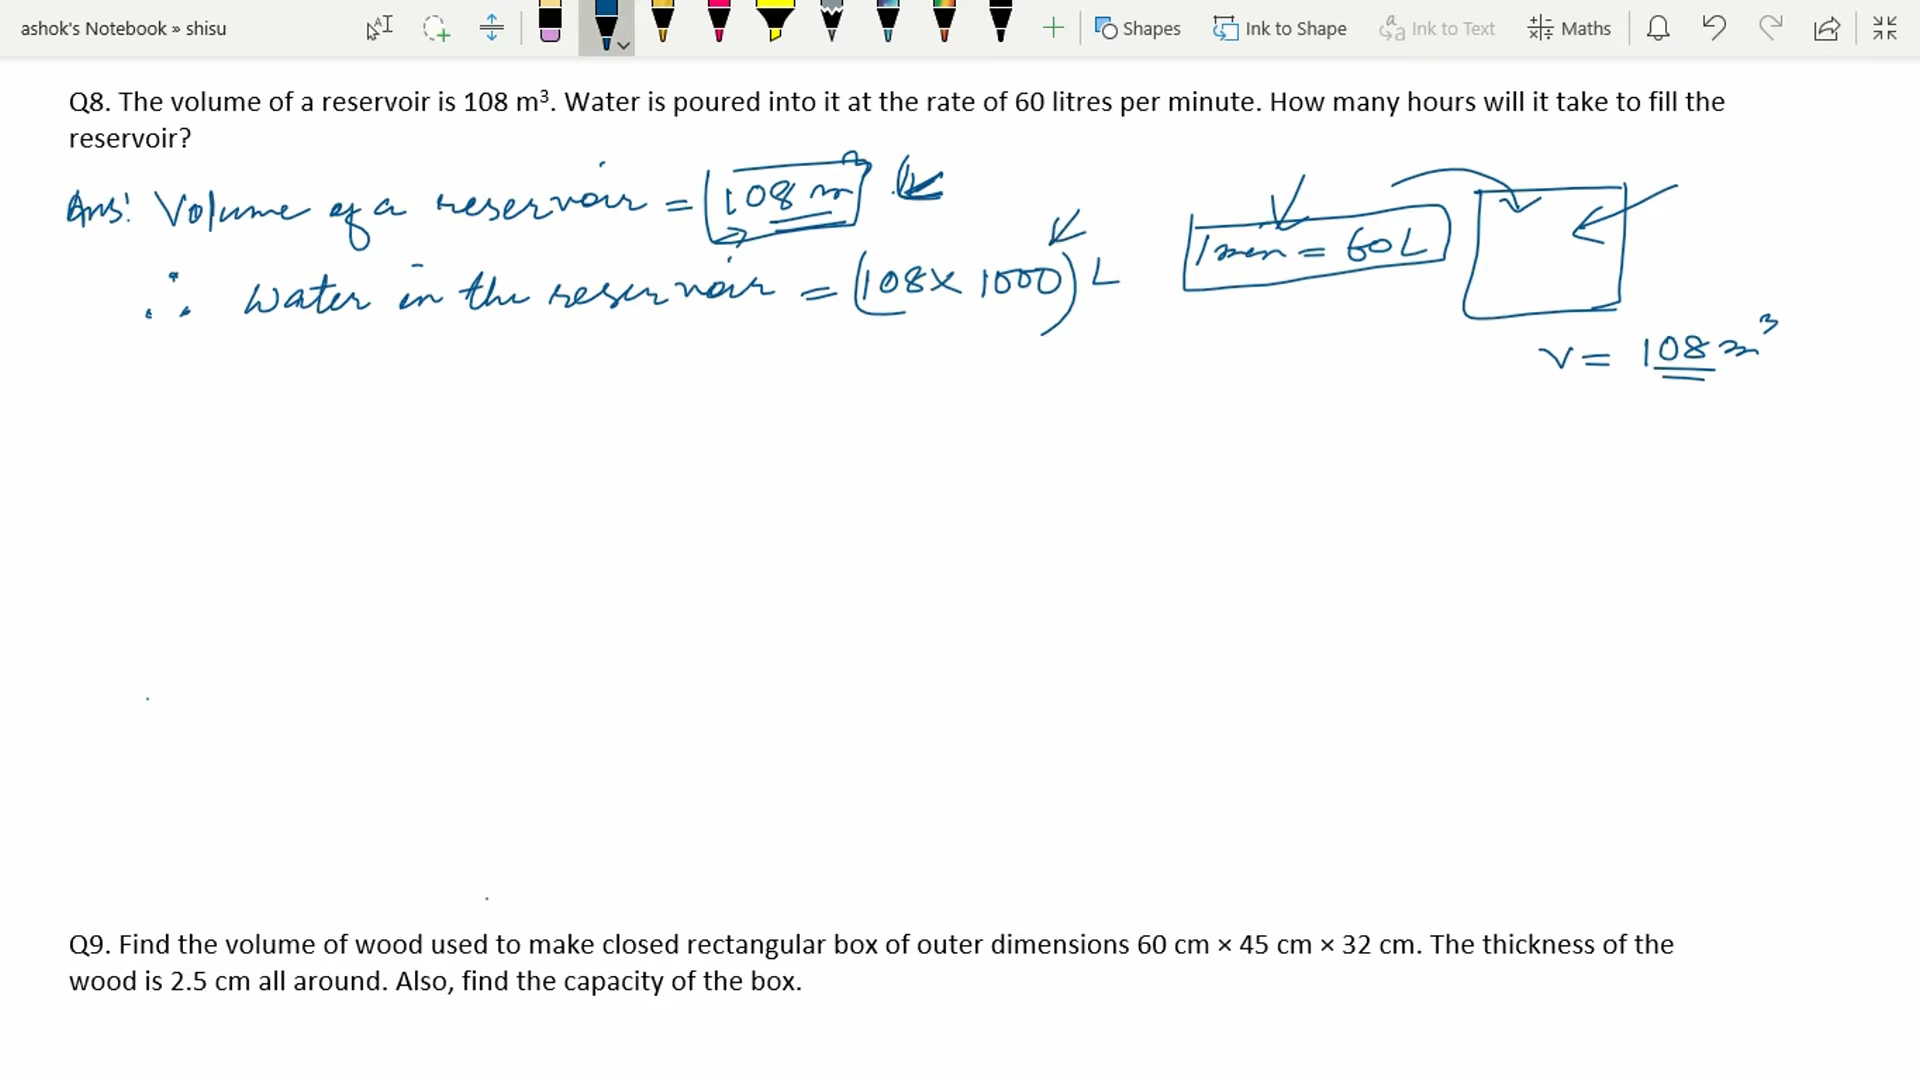 ashok's Notebook » shisu
Shapes
Ink to Shape
Ink to Text
Maths
Q8. The volume of a reservoir is 108 m³. Water is poured into it at the rate of 60 litres per minute. How many hours will it take to fill the
reservoir?
Ans: Volume of a reservoir = 108 m
1 min = 60 L
∴ Water in the reservoir = (108 × 1000) L
V = 108 m³
Q9. Find the volume of wood used to make closed rectangular box of outer dimensions 60 cm × 45 cm × 32 cm. The thickness of the
wood is 2.5 cm all around. Also, find the capacity of the box.